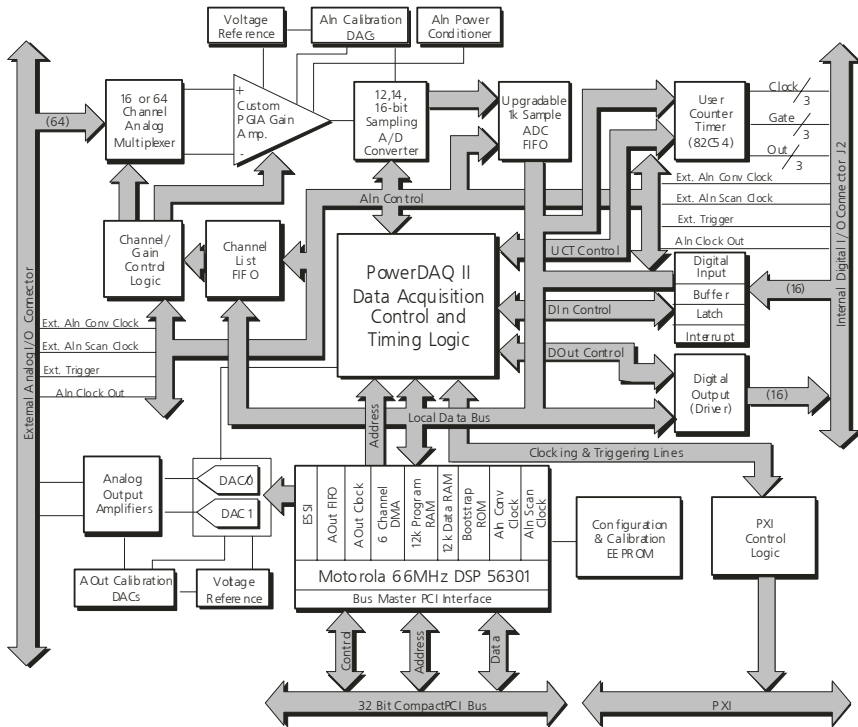 Voltage
Reference
AIn Calibration
DACs
AIn Power
Conditioner
(64)
16 or 64
Channel
Analog
Multiplexer
+
Custom
PGIA Gain
Amp.
-
12,14,
16-bit
Sampling
A/D
Converter
Upgradable
1k Sample
ADC
FIFO
User
Counter
Timer
(82C54)
Clock
3
Gate
3
Out
3
Ext. AIn Conv Clock
Ext. AIn Scan Clock
Ext. Trigger
AIn Clock Out
Internal Digital I/O Connector J2
External Analog I/O Connector
AIn Control
Channel/
Gain
Control
Logic
Channel
List
FIFO
PowerDAQ II
Data Acquisition
Control and
Timing Logic
UCT Control
DIn Control
DOut Control
Digital
Input
Buffer
Latch
Interrupt
(16)
Ext. AIn Conv Clock
Ext. AIn Scan Clock
Ext. Trigger
AIn Clock Out
Digital
Output
(Driver)
(16)
Address
Local Data Bus
Clocking & Triggering Lines
Analog
Output
Amplifiers
DAC0
DAC1
AOut Calibration
DACs
Voltage
Reference
ESSI
AOut FIFO
AOut Clock
6 Channel
DMA
12k Program
RAM
12k Data RAM
Bootstrap
ROM
AIn Conv
Clock
AIn Scan
Clock
Motorola 66MHz DSP 56301
Bus Master PCI Interface
Configuration
& Calibration
EEPROM
PXI
Control
Logic
Control
Address
Data
32 Bit CompactPCI Bus
PXI